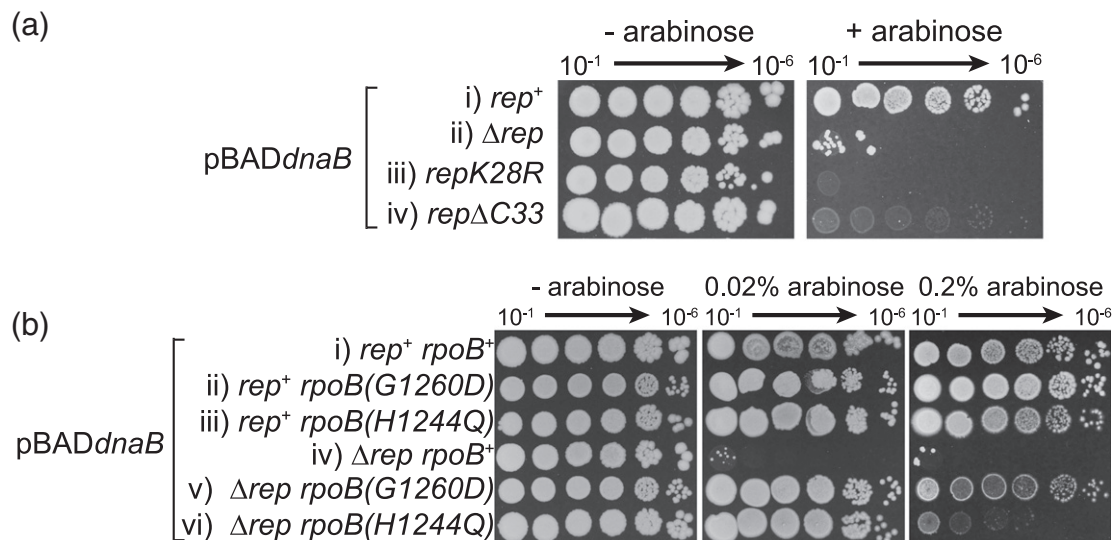 (a)
- arabinose + arabinose
10⁻¹ 10⁻⁶ 10⁻¹ 10⁻⁶
i) rep⁺
ii) Δrep
pBADdnaB
iii) repK28R
iv) repΔC33
(b)
- arabinose 0.02% arabinose 0.2% arabinose
10⁻¹ 10⁻⁶ 10⁻¹ 10⁻⁶ 10⁻¹ 10⁻⁶
i) rep⁺ rpoB⁺
ii) rep⁺ rpoB(G1260D)
iii) rep⁺ rpoB(H1244Q)
pBADdnaB
iv) Δrep rpoB⁺
v) Δrep rpoB(G1260D)
vi) Δrep rpoB(H1244Q)